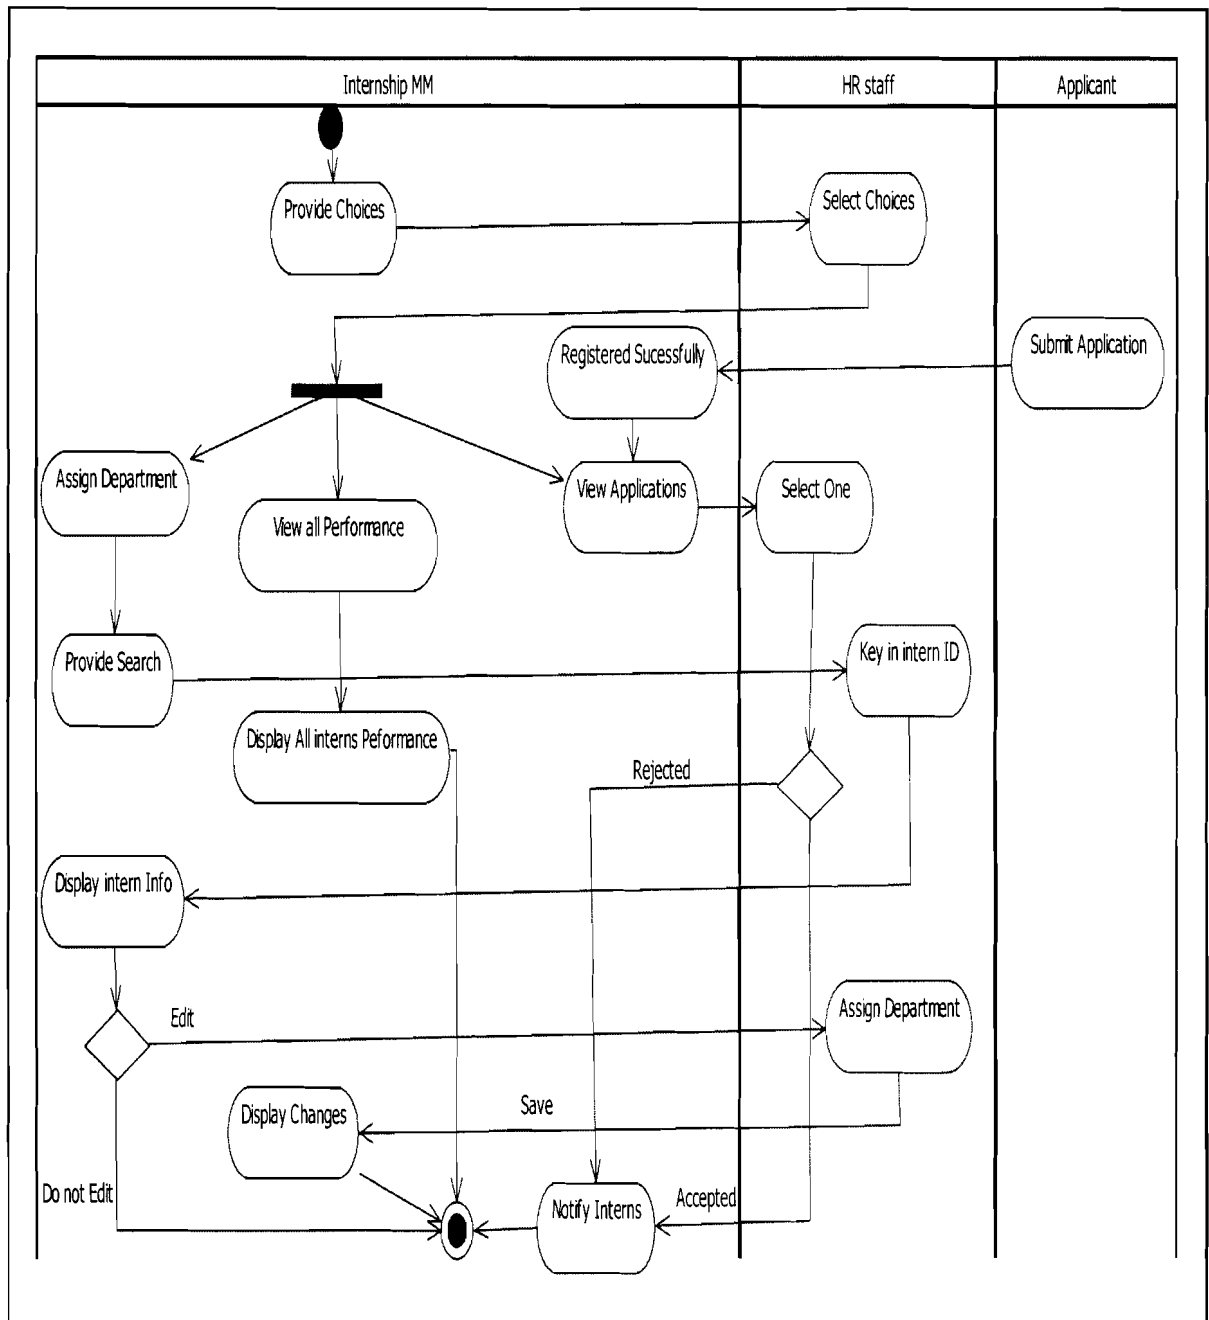 Internship MM
HR staff
Applicant
Provide Choices
Select Choices
Registered Sucessfully
Submit Application
Assign Department
View all Performance
View Applications
Select One
Provide Search
Key in intern ID
Display All interns Peformance
Rejected
Display intern Info
Edit
Assign Department
Display Changes
Save
Do not Edit
Notify Interns
Accepted